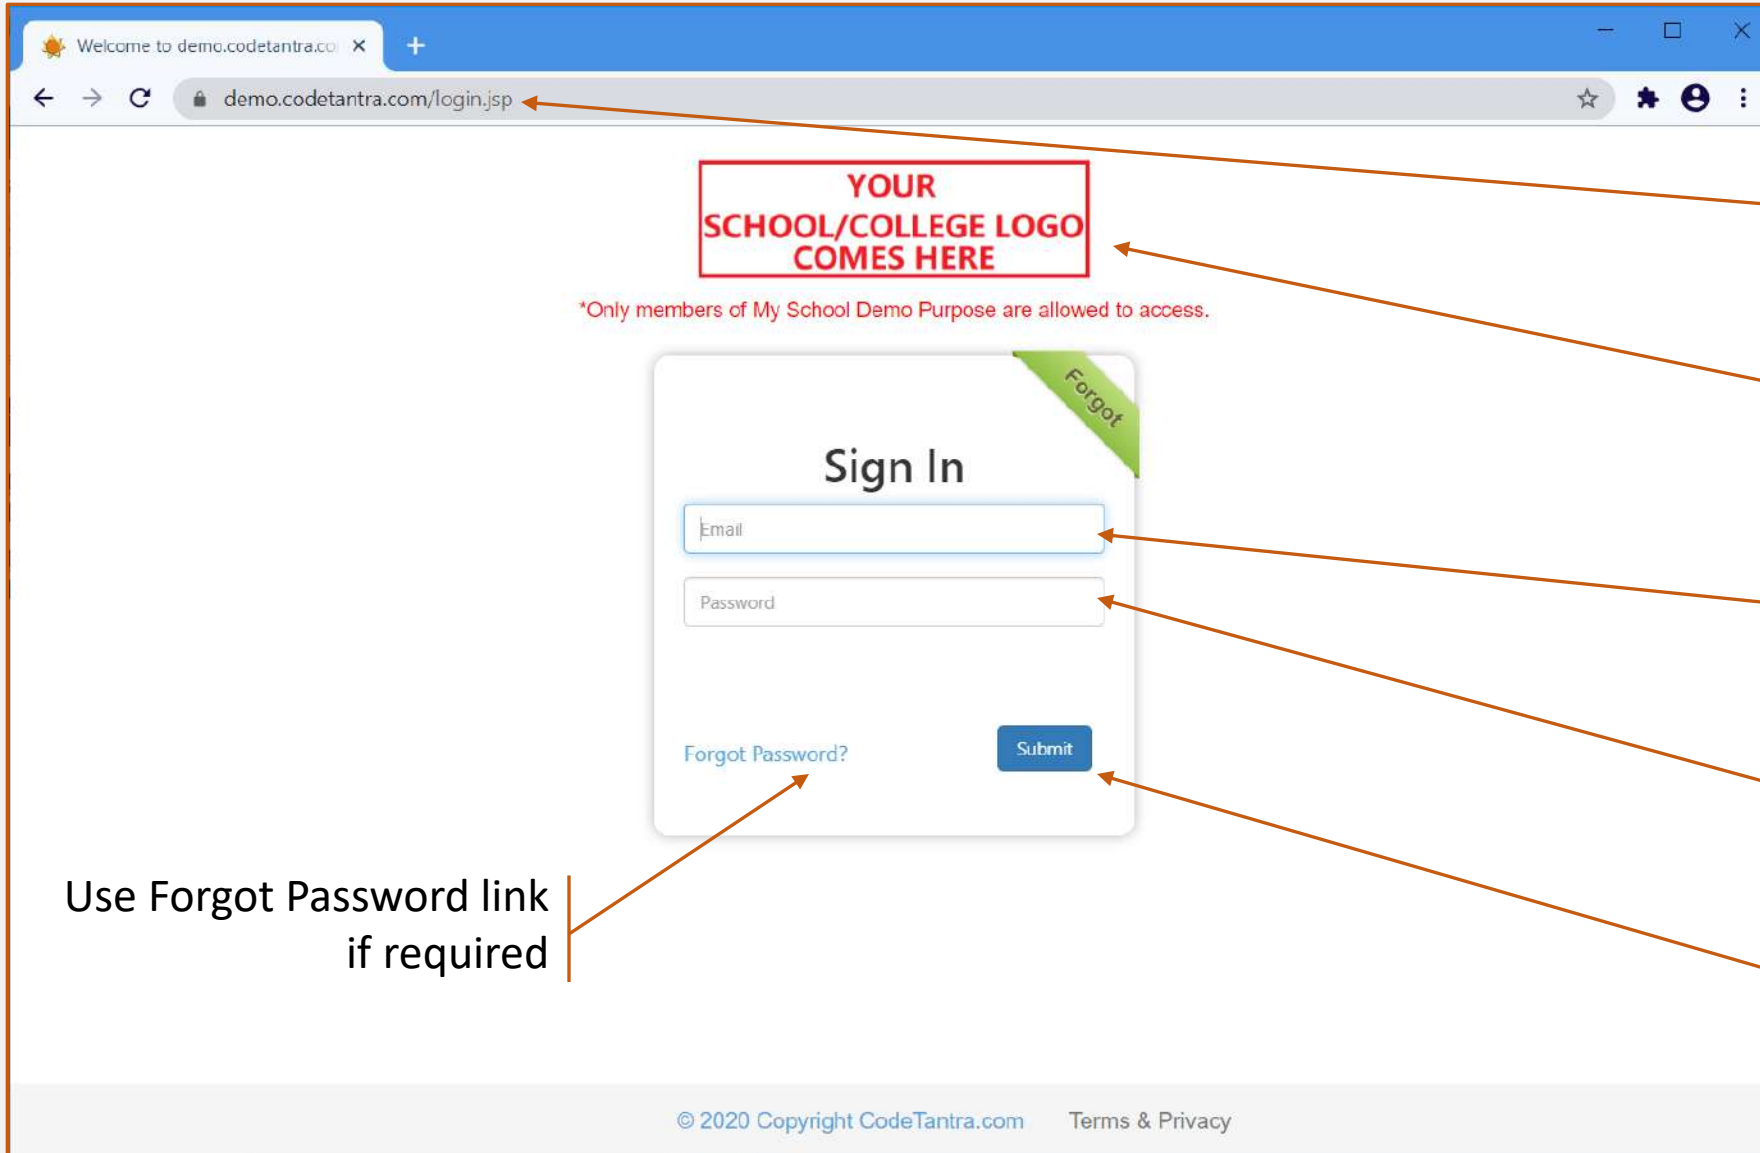 Welcome to demo.codetantra.co
demo.codetantra.com/login.jsp
YOUR
SCHOOL/COLLEGE LOGO
COMES HERE
*Only members of My School Demo Purpose are allowed to access.
Forgot
Sign In
Email
Password
Forgot Password?
Submit
Use Forgot Password link
if required
© 2020 Copyright CodeTantra.com
Terms & Privacy